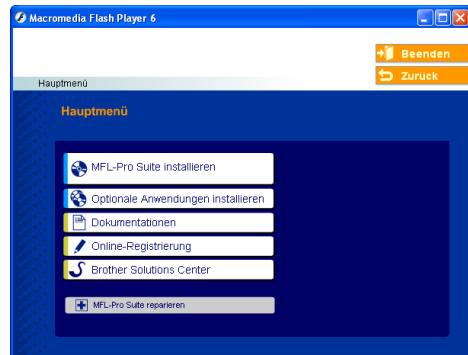 Macromedia Flash Player 6
Beenden
Zurück
Hauptmenü
Hauptmenü
MFL-Pro Suite installieren
Optionale Anwendungen installieren
Dokumentationen
Online-Registrierung
Brother Solutions Center
MFL-Pro Suite reparieren